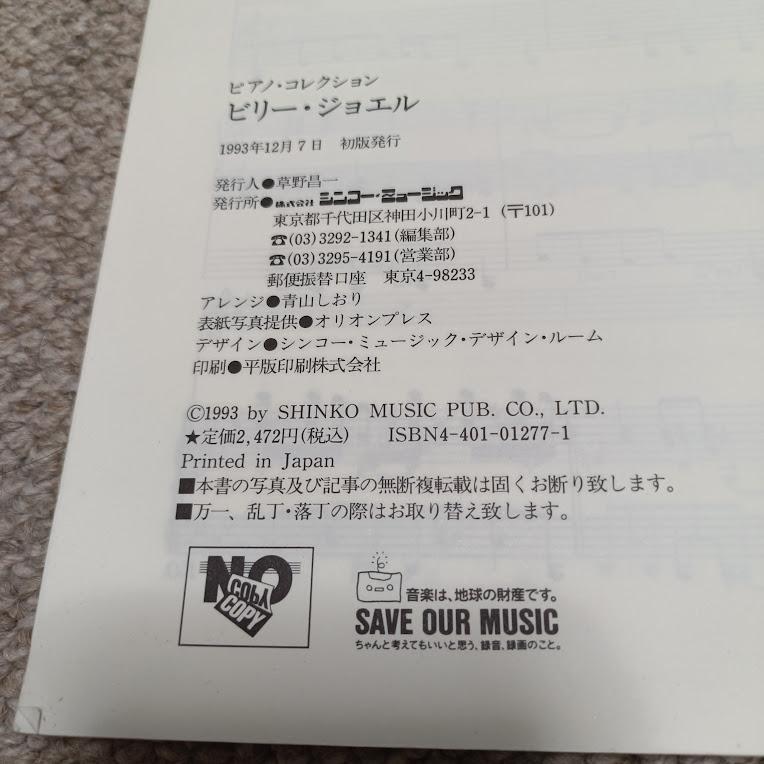 ピアノ・コレクション
ビリー・ジョエル
1993年12月7日　初版発行
発行人●草野昌一
発行所●株式会社 シンコー・ミュージック
東京都千代田区神田小川町2-1（〒101）
☎(03)3292-1341(編集部)
☎(03)3295-4191(営業部)
郵便振替口座　東京4-98233
アレンジ●青山しおり
表紙写真提供●オリオンプレス
デザイン●シンコー・ミュージック・デザイン・ルーム
印刷●平版印刷株式会社
©1993 by SHINKO MUSIC PUB. CO., LTD.
★定価2,472円(税込)　ISBN4-401-01277-1
Printed in Japan
■本書の写真及び記事の無断複転載は固くお断り致します。
■万一、乱丁・落丁の際はお取り替え致します。
NO
COPY
COPY
音楽は、地球の財産です。
SAVE OUR MUSIC
ちゃんと考えてもいいと思う、録音、録画のこと。